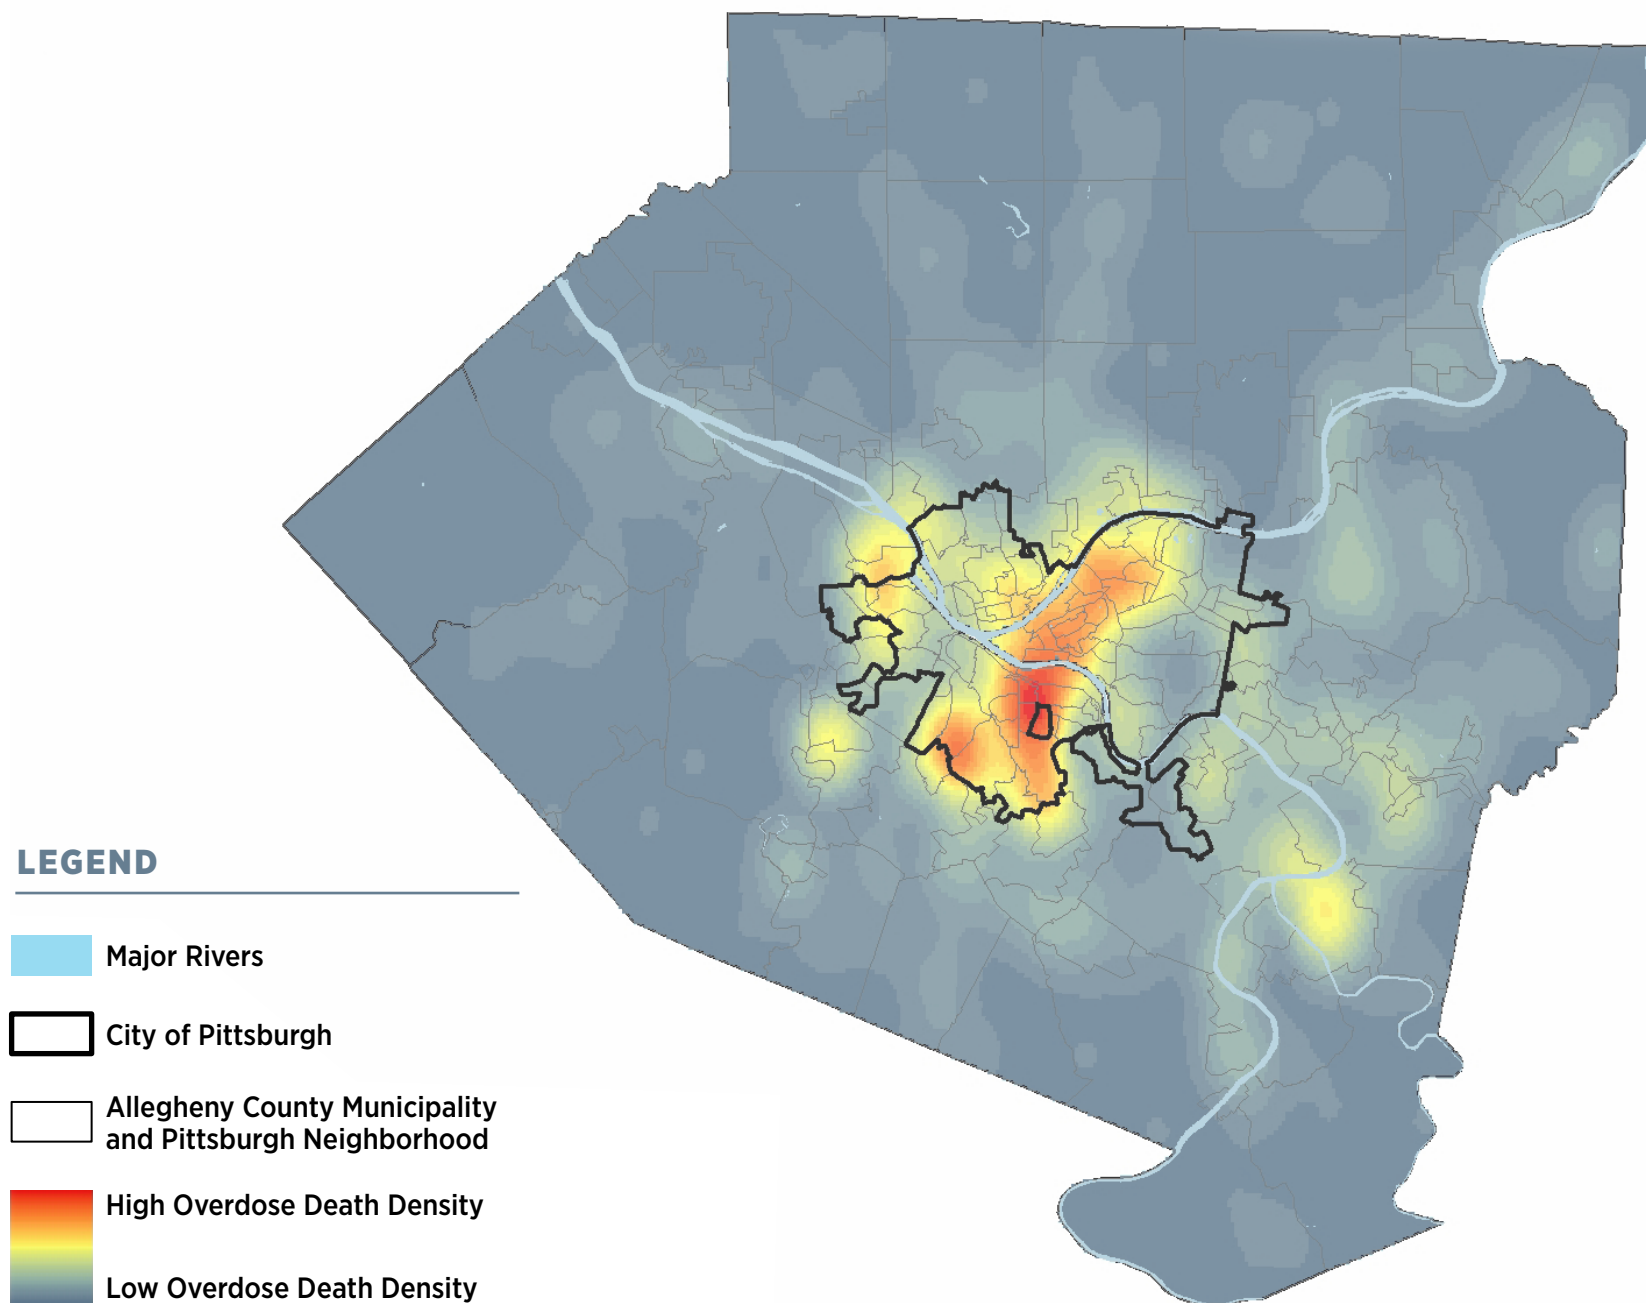 LEGEND
Major Rivers
City of Pittsburgh
Allegheny County Municipality
and Pittsburgh Neighborhood
High Overdose Death Density
Low Overdose Death Density